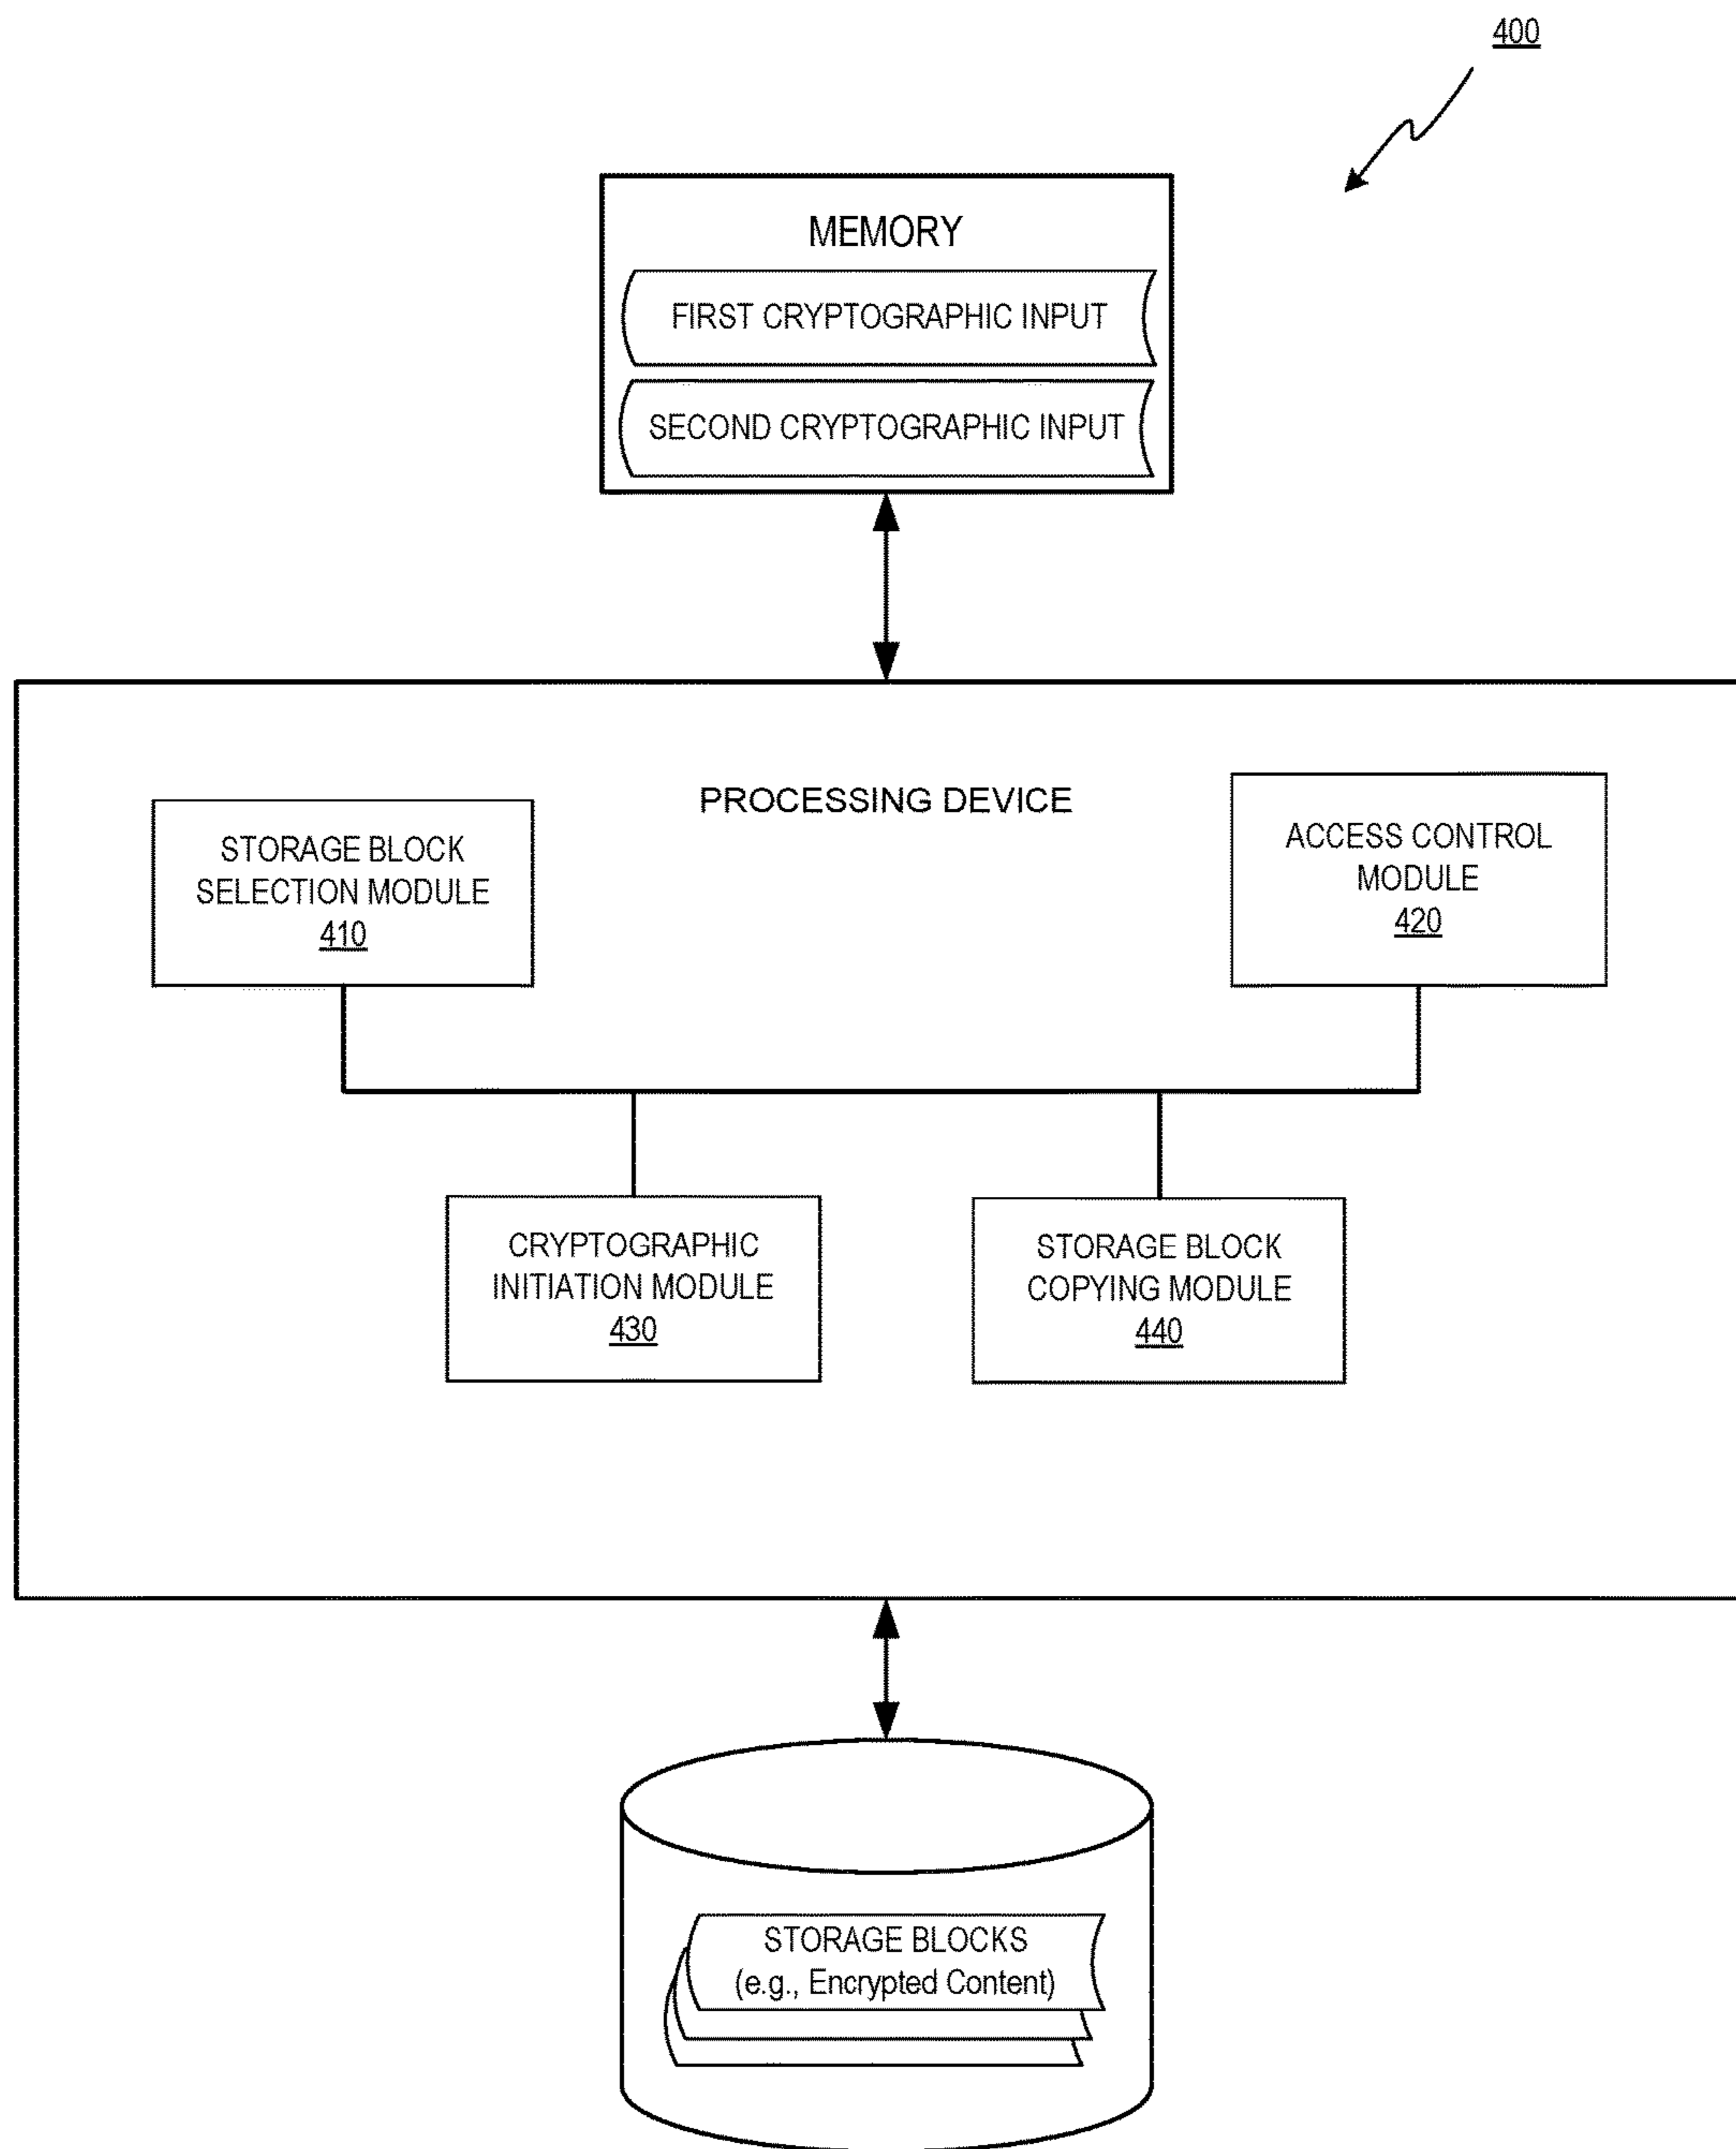 400
MEMORY
FIRST CRYPTOGRAPHIC INPUT
SECOND CRYPTOGRAPHIC INPUT
PROCESSING DEVICE
STORAGE BLOCK
SELECTION MODULE
410
ACCESS CONTROL
MODULE
420
CRYPTOGRAPHIC
INITIATION MODULE
430
STORAGE BLOCK
COPYING MODULE
440
STORAGE BLOCKS
(e.g., Encrypted Content)